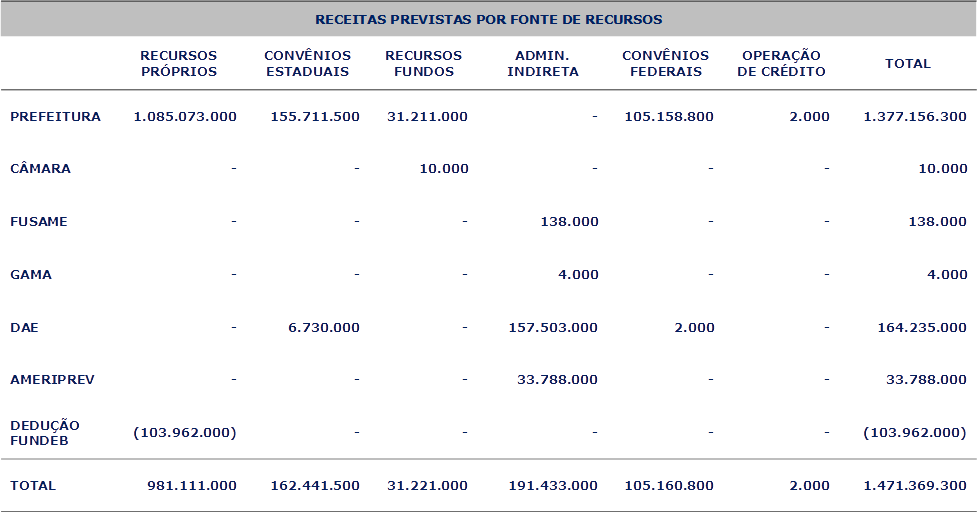 RECEITAS PREVISTAS POR FONTE DE RECURSOS
RECURSOS PRÓPRIOS CONVÊNIOS ESTADUAIS RECURSOS FUNDOS ADMIN. INDIRETA CONVÊNIOS FEDERAIS OPERAÇÃO DE CRÉDITO TOTAL
PREFEITURA 1.085.073.000 155.711.500 31.211.000 - 105.158.800 2.000 1.377.156.300
CÂMARA - - 10.000 - - - 10.000
FUSAME - - - 138.000 - - 138.000
GAMA - - - 4.000 - - 4.000
DAE - 6.730.000 - 157.503.000 2.000 - 164.235.000
AMERIPREV - - - 33.788.000 - - 33.788.000
DEDUÇÃO FUNDEB (103.962.000) - - - - - (103.962.000)
TOTAL 981.111.000 162.441.500 31.221.000 191.433.000 105.160.800 2.000 1.471.369.300